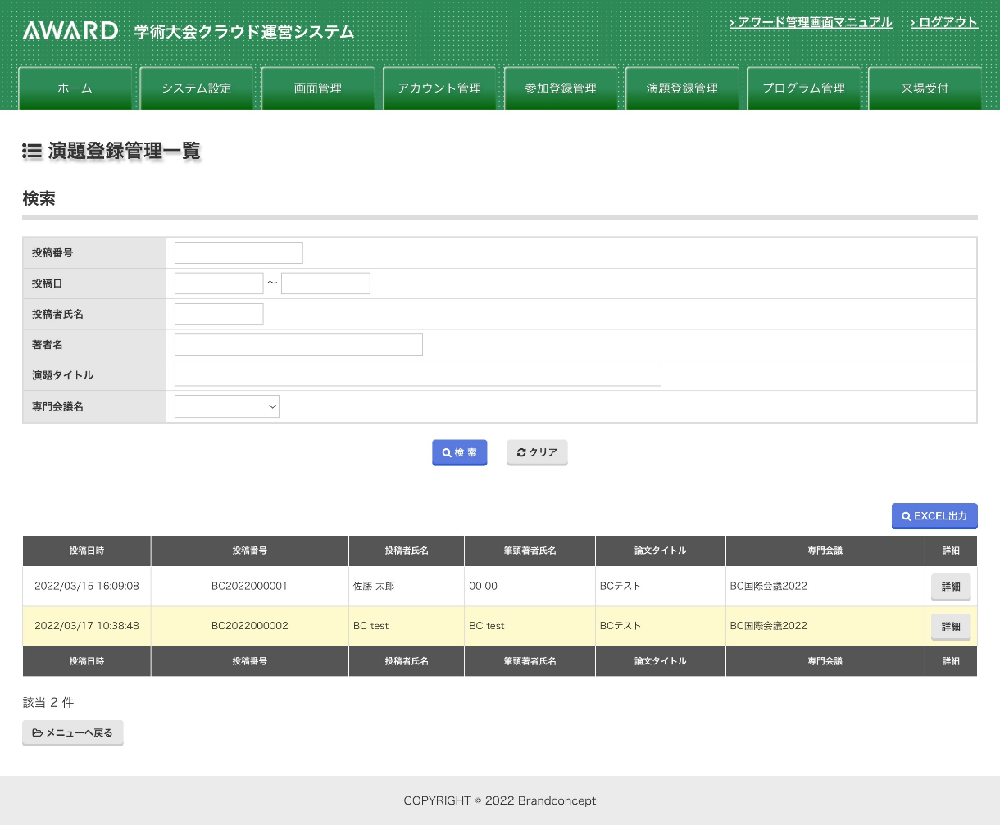 AWARD 学術大会クラウド運営システム
アワード管理画面マニュアル ログアウト
ホーム システム設定 画面管理 アカウント管理 参加登録管理 演題登録管理 プログラム管理 来場受付
演題登録管理一覧
検索
投稿番号
投稿日 ～
投稿者氏名
著者名
演題タイトル
専門会議名
検 索 クリア
EXCEL出力
投稿日時 投稿番号 投稿者氏名 筆頭著者氏名 論文タイトル 専門会議 詳細
2022/03/15 16:09:08 BC2022000001 佐藤 太郎 00 00 BCテスト BC国際会議2022 詳細
2022/03/17 10:38:48 BC2022000002 BC test BC test BCテスト BC国際会議2022 詳細
投稿日時 投稿番号 投稿者氏名 筆頭著者氏名 論文タイトル 専門会議 詳細
該当 2 件
メニューへ戻る
COPYRIGHT © 2022 Brandconcept